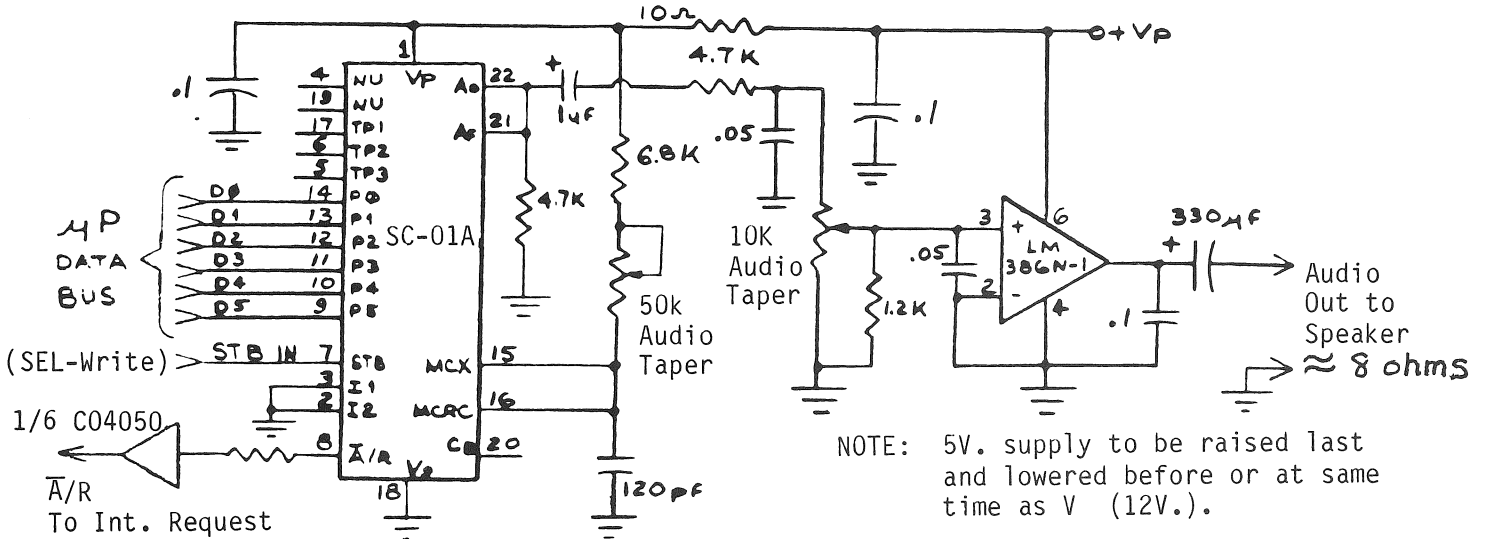 10Ω
o+ Vp
4.7K
.1
1
Vp
4 NU
19 NU
17 TP1
6 TP2
5 TP3
22 AO
21 AF
+
1µF
.05
.1
6.8K
4.7K
µP
DATA
BUS
D0 14 P0
D1 13 P1
D2 12 P2
D3 11 P3
D4 10 P4
D5 9 P5
SC-01A
10K
Audio
Taper
50k
Audio
Taper
1.2K
.05
3 +
2 -
LM
386N-1
6
4
330µF
+
.1
Audio
Out to
Speaker
≈ 8 ohms
(SEL-Write)
STB IN 7 STB
3 I1
2 I2
MCX 15
MCRC 16
1/6 CO4050
8 A̅/R
20
18
120pF
A̅/R
To Int. Request
NOTE: 5V. supply to be raised last
and lowered before or at same
time as V (12V.).